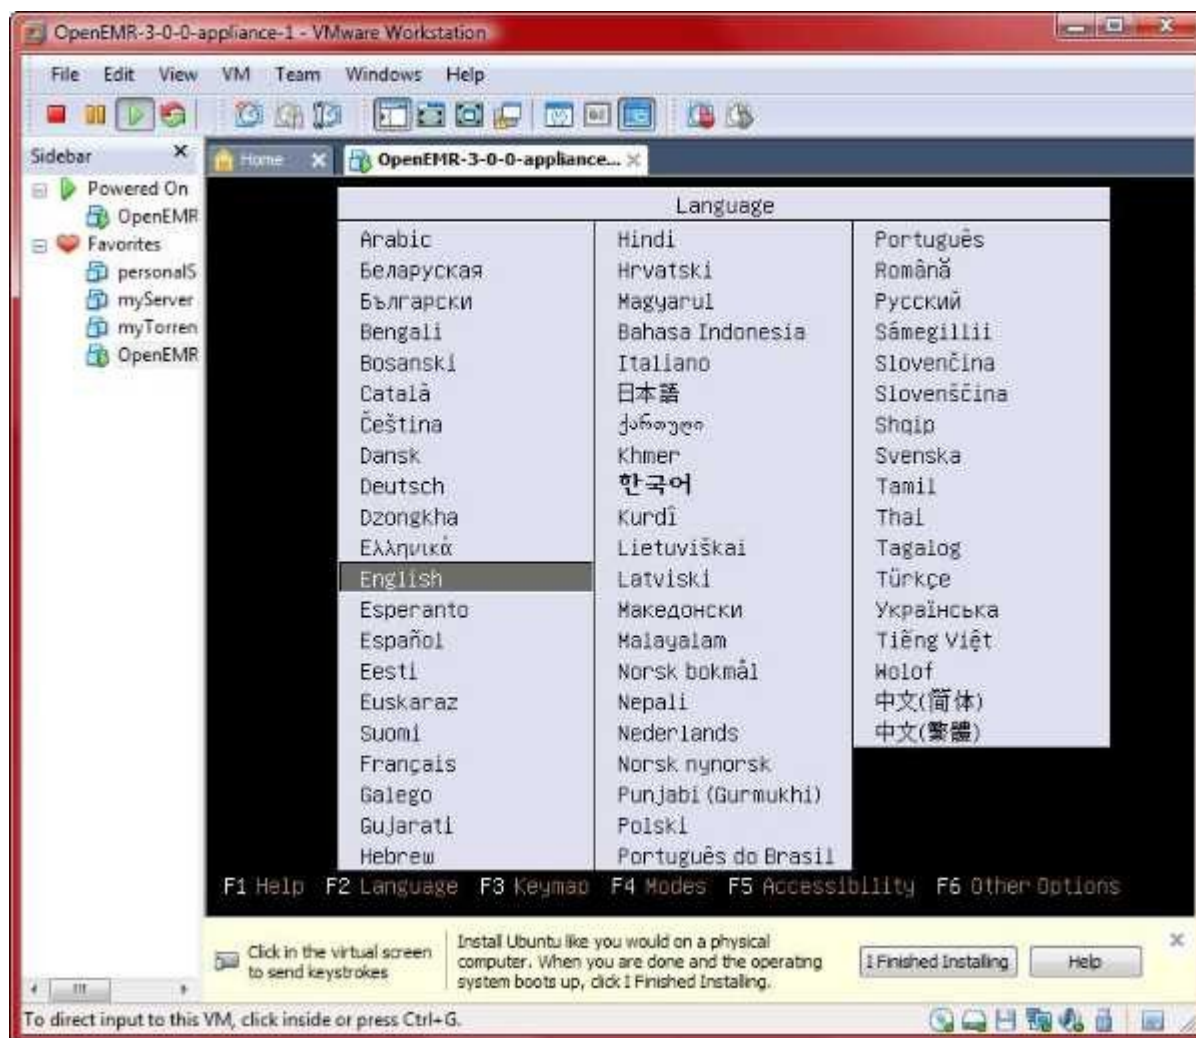 OpenEMR-3-0-0-appliance-1 - VMware Workstation
File Edit View VM Team Windows Help
Sidebar
Home
OpenEMR-3-0-0-appliance...
Powered On
OpenEMR
Favorites
personalS
myServer
myTorren
OpenEMR
Language
Arabic
Беларуская
Български
Bengali
Bosanski
Català
Čeština
Dansk
Deutsch
Dzongkha
Ελληνικά
English
Esperanto
Español
Eesti
Euskaraz
Suomi
Français
Galego
Gujarati
Hebrew
Hindi
Hrvatski
Magyarul
Bahasa Indonesia
Italiano
日本語
ქართული
Khmer
한국어
Kurdî
Lietuviškai
Latviski
Македонски
Malayalam
Norsk bokmål
Nepali
Nederlands
Norsk nynorsk
Punjabi (Gurmukhi)
Polski
Português do Brasil
Português
Română
Русский
Sámegillii
Slovenčina
Slovenščina
Shqip
Svenska
Tamil
Thai
Tagalog
Türkçe
Українська
Tiếng Việt
Wolof
中文(简体)
中文(繁體)
F1 Help F2 Language F3 Keymap F4 Modes F5 Accessibility F6 Other Options
Click in the virtual screen
to send keystrokes
Install Ubuntu like you would on a physical
computer. When you are done and the operating
system boots up, click I Finished Installing.
I Finished Installing
Help
To direct input to this VM, click inside or press Ctrl+G.